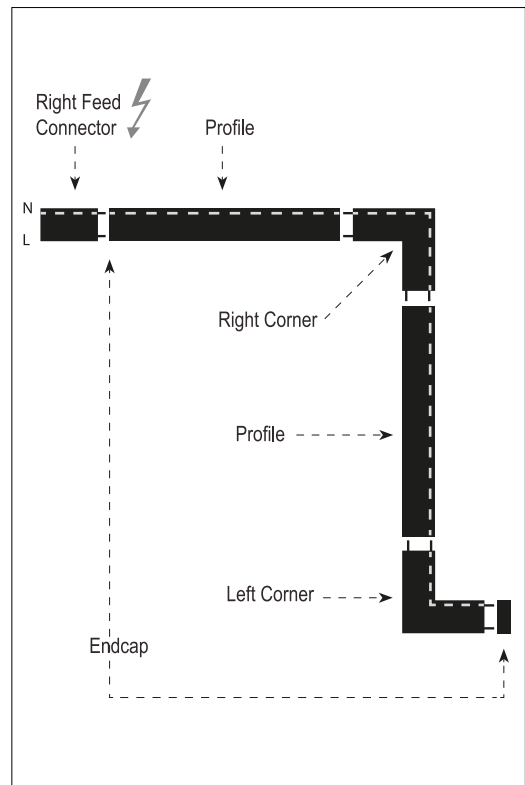 Right Feed
Connector
Profile
N
L
Right Corner
Profile
Left Corner
Endcap